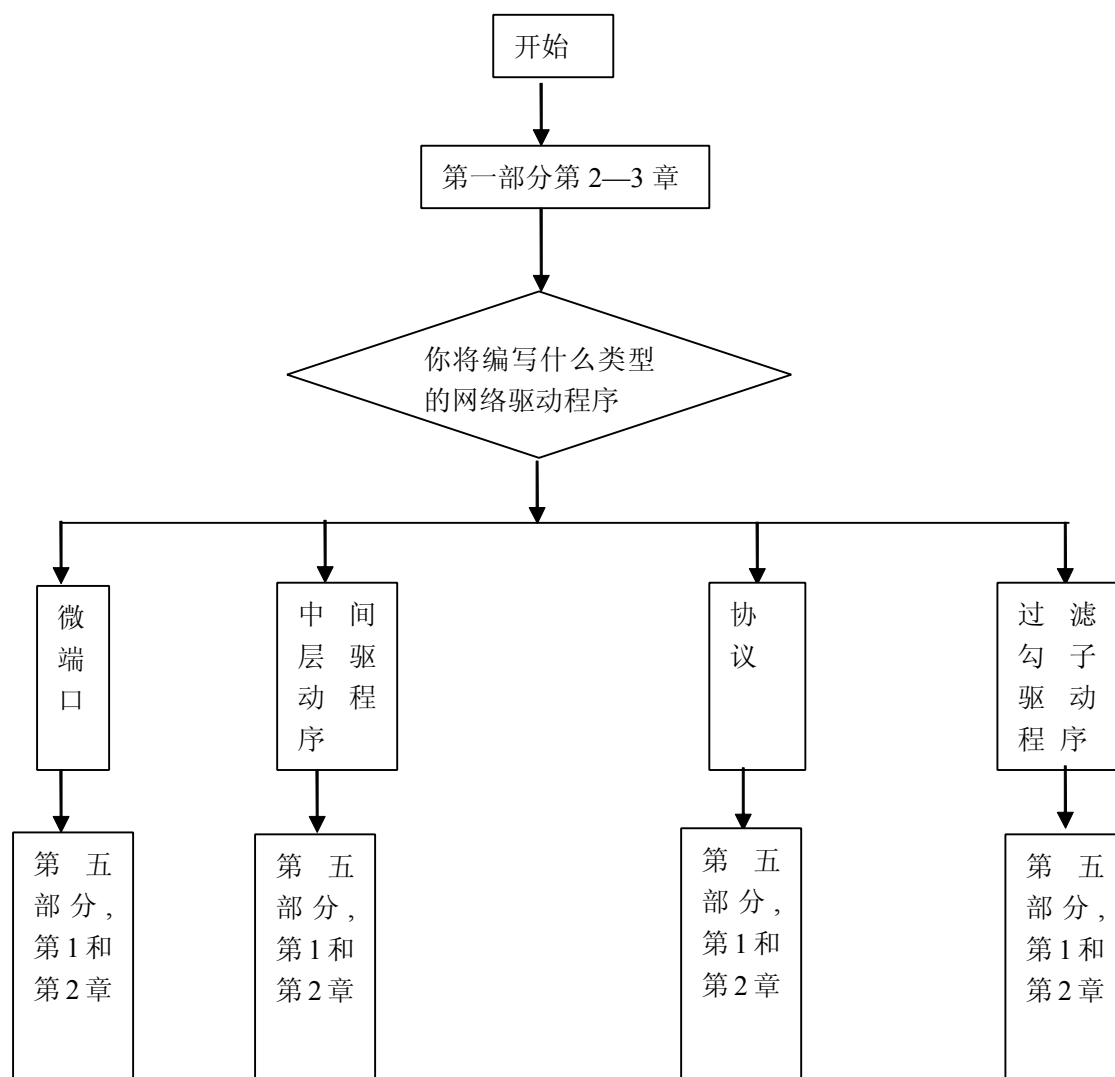 开始
第一部分第 2—3 章
你将编写什么类型
的网络驱动程序
微
端
口
中间
层驱
动程
序
协
议
过滤
勾子
驱动
程序
第五
部分,
第1和
第2章
第五
部分,
第1和
第2章
第五
部分,
第1和
第2章
第五
部分,
第1和
第2章